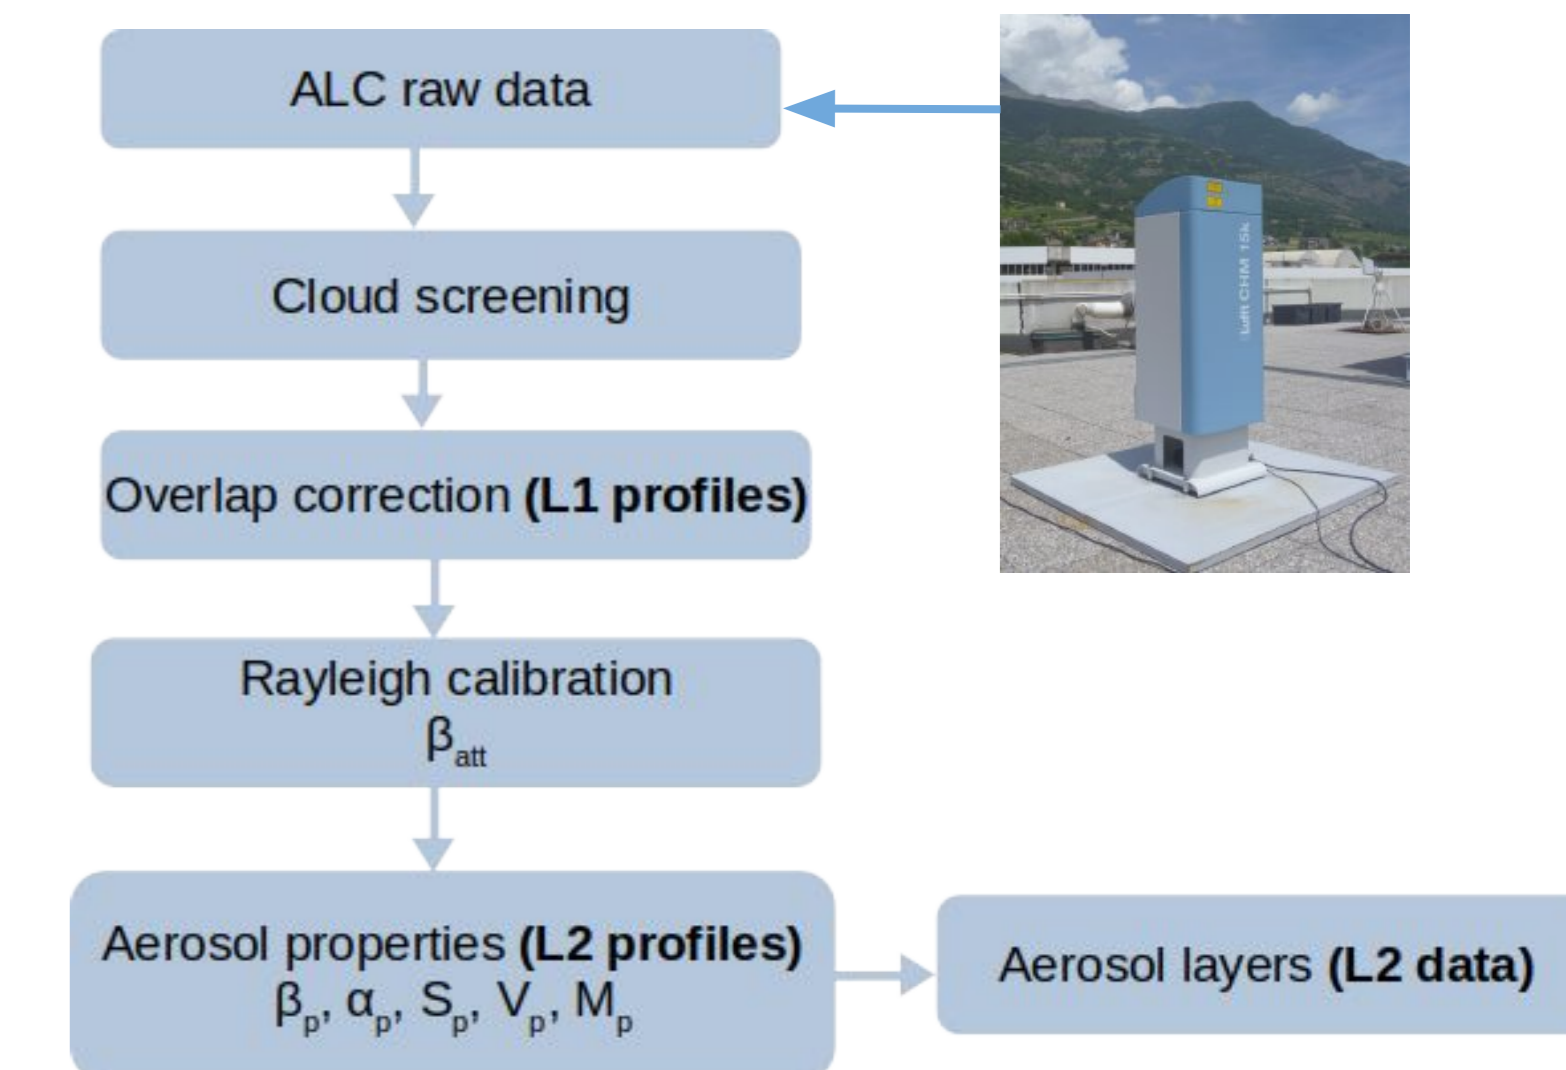 ALC raw data
Cloud screening
Overlap correction (L1 profiles)
Rayleigh calibration
βatt
Aerosol properties (L2 profiles)
βp, αp, Sp, Vp, Mp
Aerosol layers (L2 data)
Lufft CHM 15k